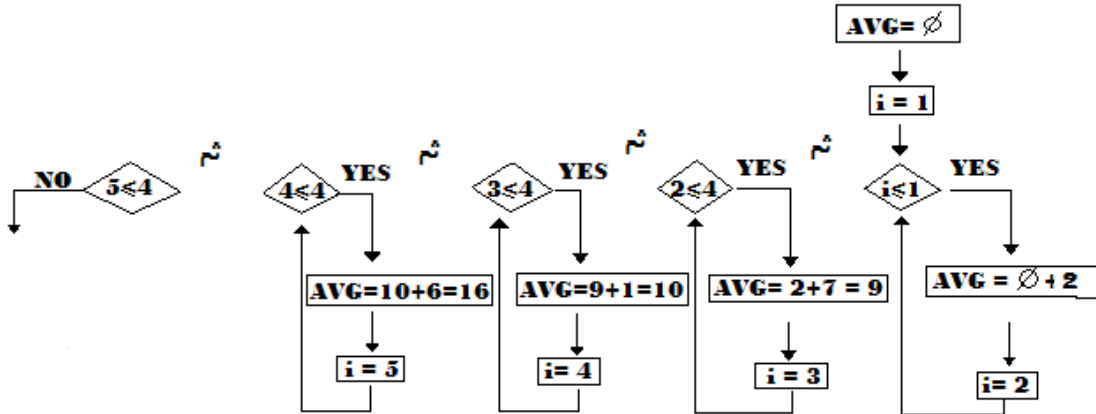 AVG= ∅
i = 1
NO 5≤4 4≤4 YES 3≤4 YES 2≤4 YES i≤1 YES
AVG=10+6=16 AVG=9+1=10 AVG= 2+7 = 9 AVG = ∅ + 2
i = 5 i= 4 i = 3 i= 2